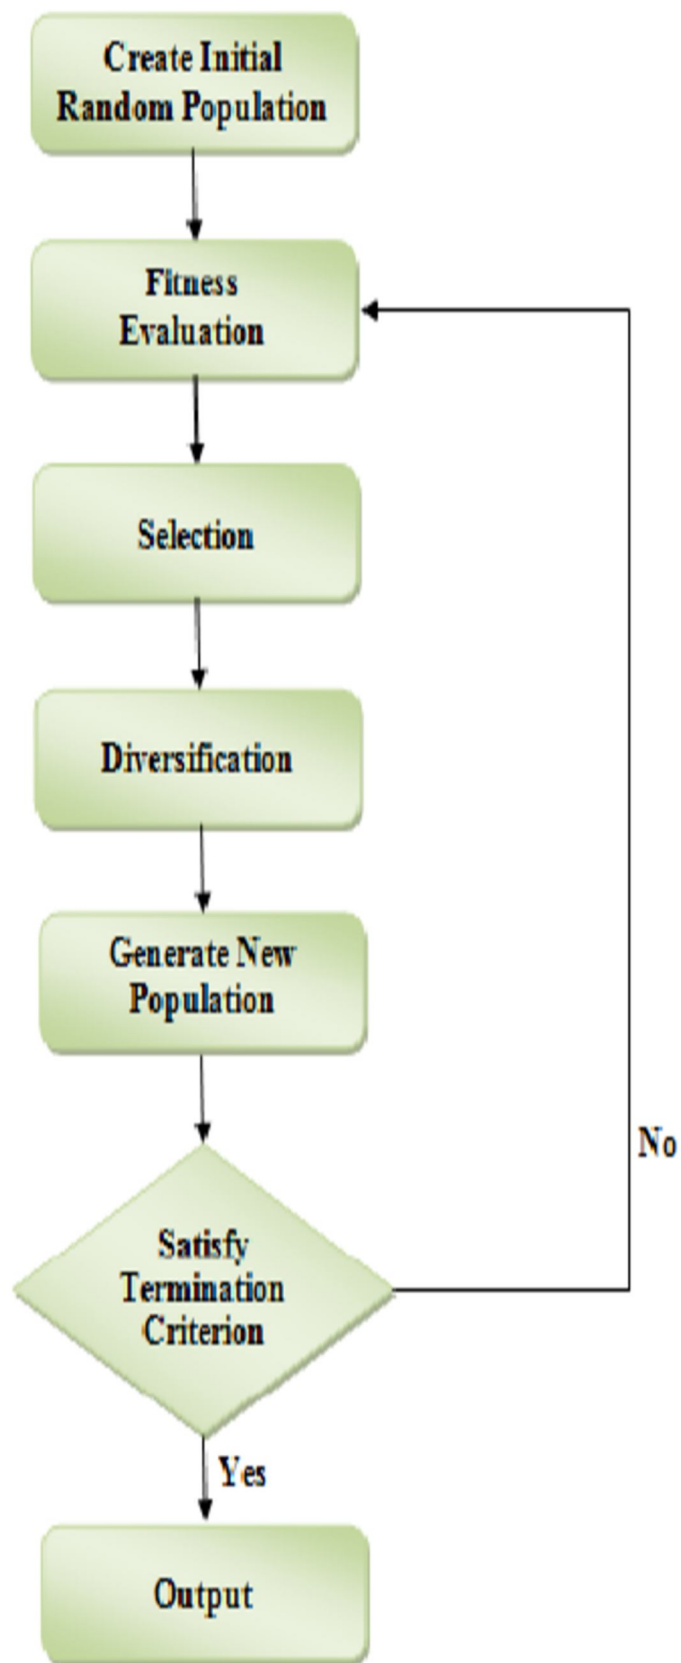 Create Initial
Random Population
Fitness
Evaluation
Selection
Diversification
Generate New
Population
No
Satisfy
Termination
Criterion
Yes
Output